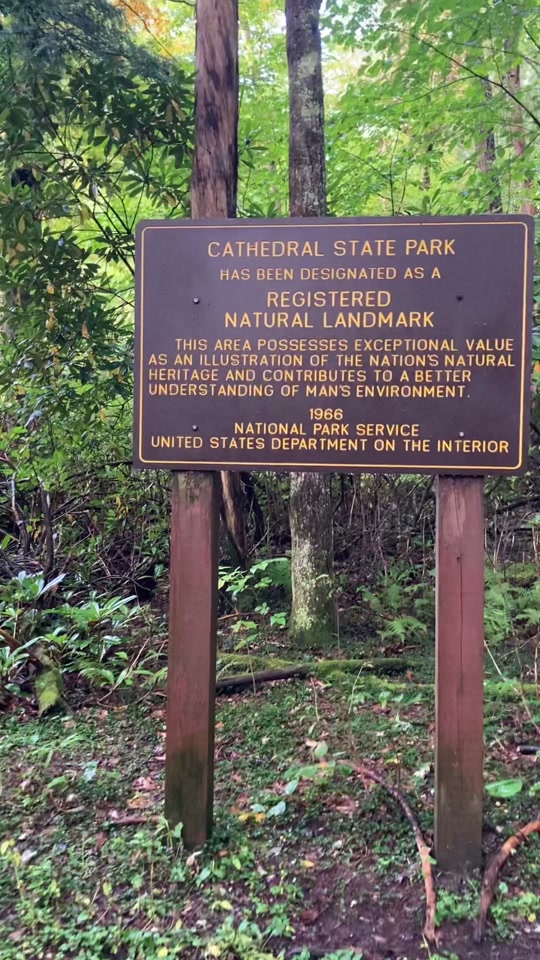 CATHEDRAL STATE PARK
HAS BEEN DESIGNATED AS A
REGISTERED
NATURAL LANDMARK
THIS AREA POSSESSES EXCEPTIONAL VALUE
AS AN ILLUSTRATION OF THE NATION'S NATURAL
HERITAGE AND CONTRIBUTES TO A BETTER
UNDERSTANDING OF MAN'S ENVIRONMENT.
1966
NATIONAL PARK SERVICE
UNITED STATES DEPARTMENT ON THE INTERIOR